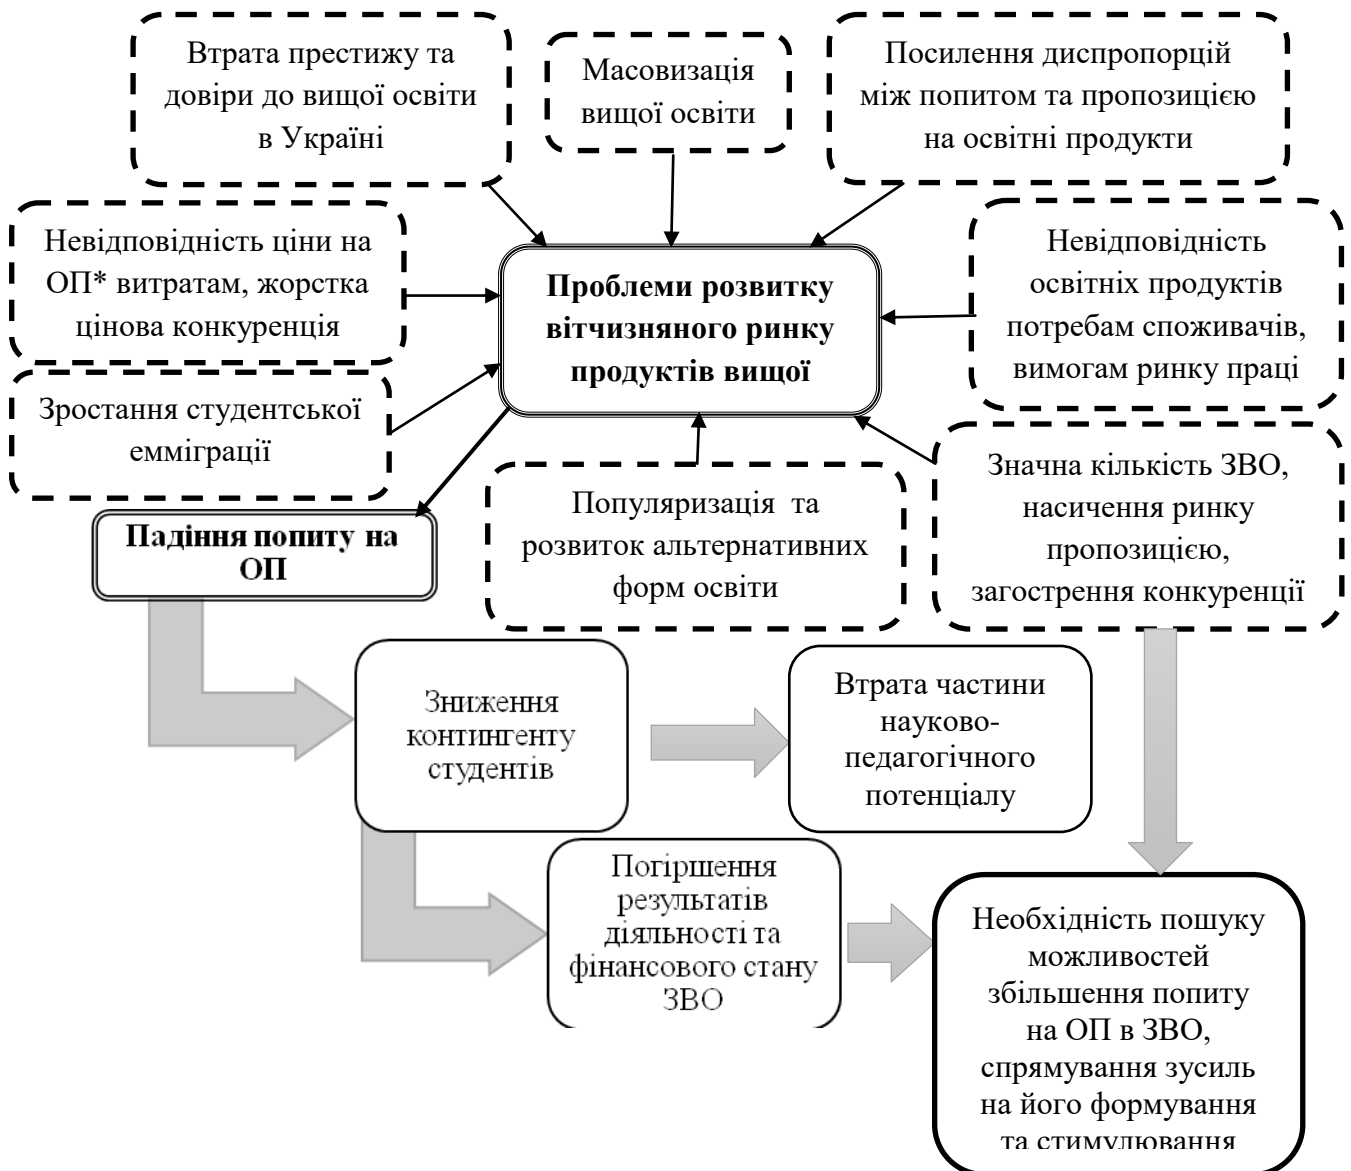 Втрата престижу та
довіри до вищої освіти
в Україні
Масовизація
вищої освіти
Посилення диспропорцій
між попитом та пропозицією
на освітні продукти
Невідповідність ціни на
ОП* витратам, жорстка
цінова конкуренція
Проблеми розвитку
вітчизняного ринку
продуктів вищої
Невідповідність
освітніх продуктів
потребам споживачів,
вимогам ринку праці
Зростання студентської
емміграції
Популяризація та
розвиток альтернативних
форм освіти
Значна кількість ЗВО,
насичення ринку
пропозицією,
загострення конкуренції
Падіння попиту на
ОП
Зниження
контингенту
студентів
Втрата частини
науково-
педагогічного
потенціалу
Погіршення
результатів
діяльності та
фінансового стану
ЗВО
Необхідність пошуку
можливостей
збільшення попиту
на ОП в ЗВО,
спрямування зусиль
на його формування
та стимулювання